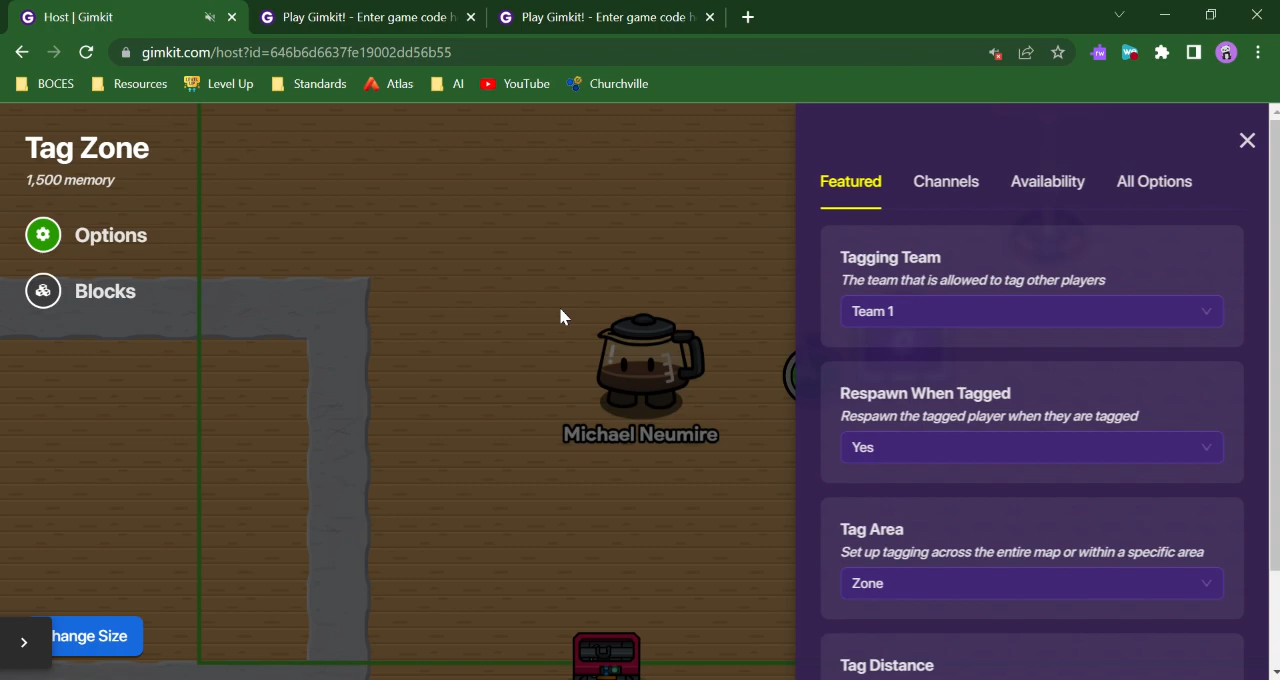 Host | Gimkit
Play Gimkit! - Enter game code h
Play Gimkit! - Enter game code h
gimkit.com/host?id=646b6d6637fe19002dd56b55
BOCES
Resources
Level Up
Standards
Atlas
AI
YouTube
Churchville
Tag Zone
1,500 memory
Options
Blocks
Michael Neumire
hange Size
Featured
Channels
Availability
All Options
Tagging Team
The team that is allowed to tag other players
Team 1
Respawn When Tagged
Respawn the tagged player when they are tagged
Yes
Tag Area
Set up tagging across the entire map or within a specific area
Zone
Tag Distance